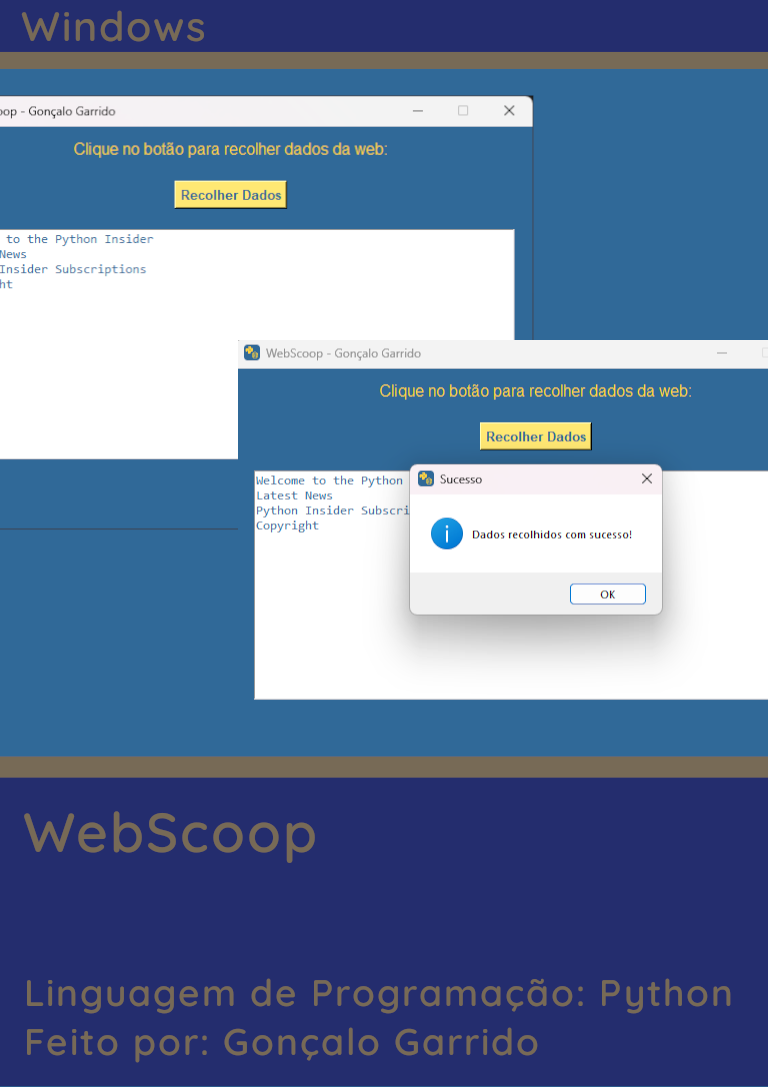 Windows
oop - Gonçalo Garrido
Clique no botão para recolher dados da web:
Recolher Dados
to the Python Insider
News
Insider Subscriptions
ht
WebScoop - Gonçalo Garrido
Clique no botão para recolher dados da web:
Recolher Dados
Welcome to the Python
Latest News
Python Insider Subscri
Copyright
Sucesso
Dados recolhidos com sucesso!
OK
WebScoop
Linguagem de Programação: Python
Feito por: Gonçalo Garrido